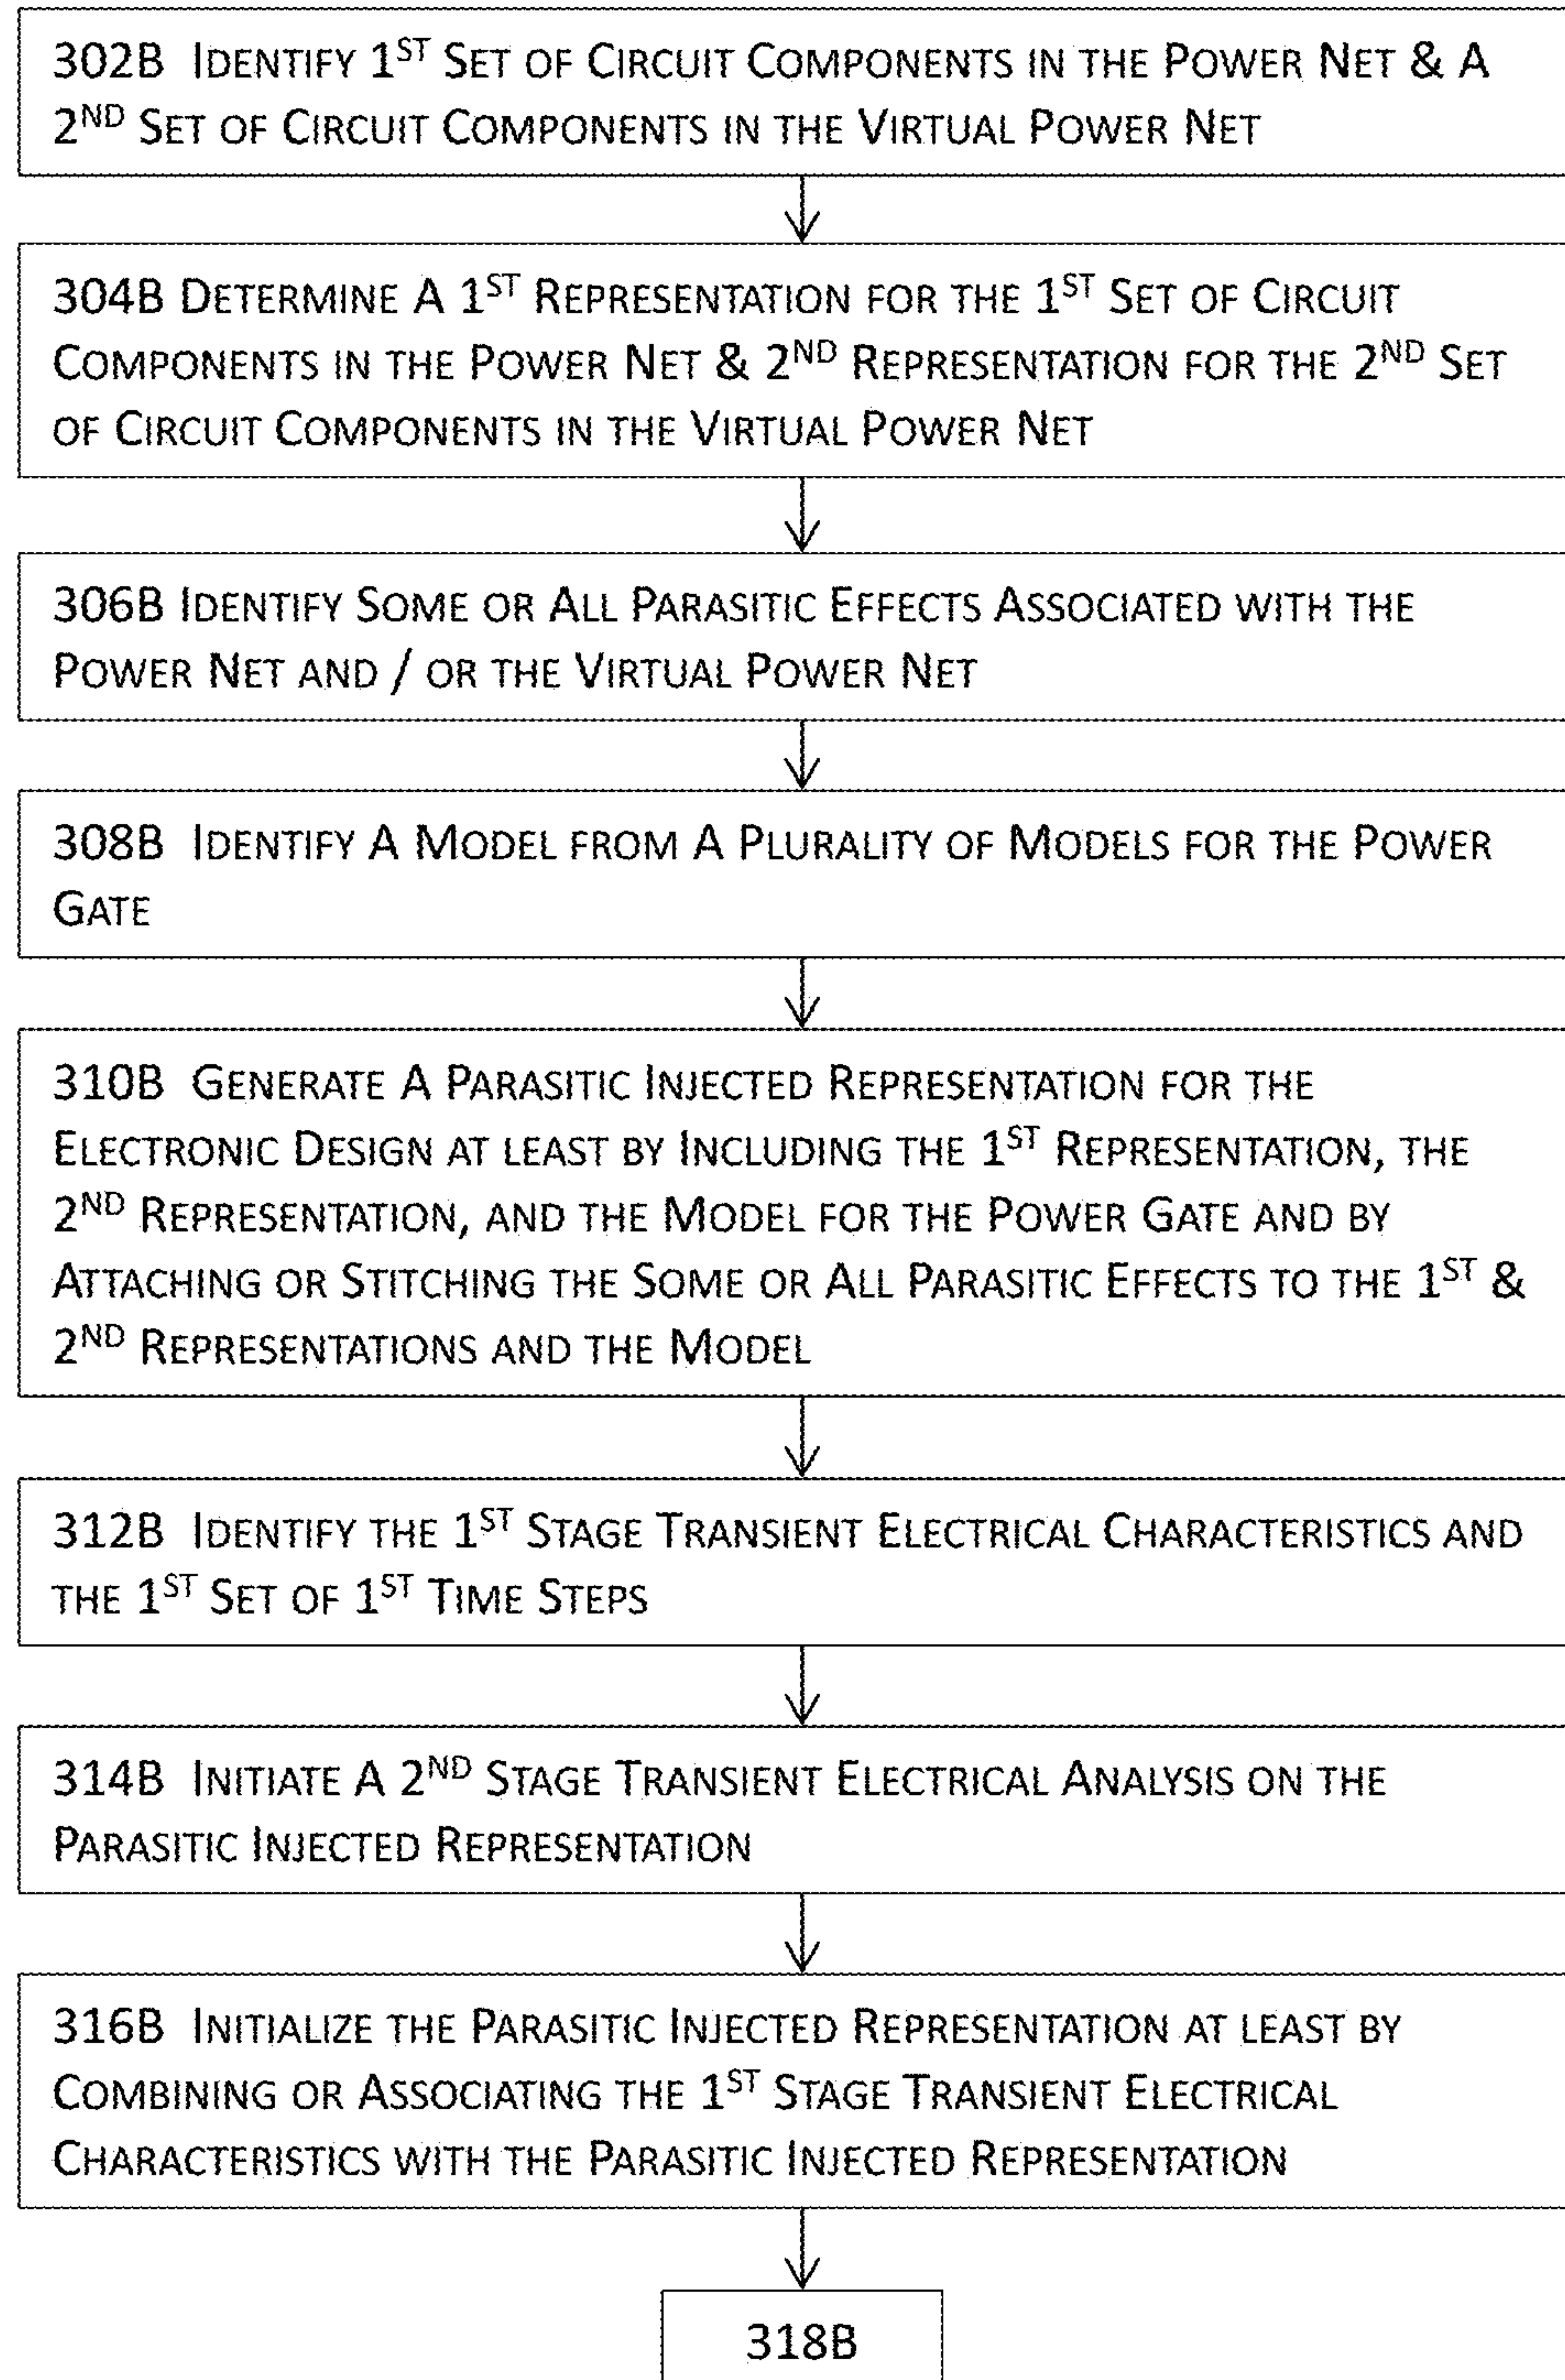 302B IDENTIFY 1ST SET OF CIRCUIT COMPONENTS IN THE POWER NET & A
2ND SET OF CIRCUIT COMPONENTS IN THE VIRTUAL POWER NET
304B DETERMINE A 1ST REPRESENTATION FOR THE 1ST SET OF CIRCUIT
COMPONENTS IN THE POWER NET & 2ND REPRESENTATION FOR THE 2ND SET
OF CIRCUIT COMPONENTS IN THE VIRTUAL POWER NET
306B IDENTIFY SOME OR ALL PARASITIC EFFECTS ASSOCIATED WITH THE
POWER NET AND / OR THE VIRTUAL POWER NET
308B IDENTIFY A MODEL FROM A PLURALITY OF MODELS FOR THE POWER
GATE
310B GENERATE A PARASITIC INJECTED REPRESENTATION FOR THE
ELECTRONIC DESIGN AT LEAST BY INCLUDING THE 1ST REPRESENTATION, THE
2ND REPRESENTATION, AND THE MODEL FOR THE POWER GATE AND BY
ATTACHING OR STITCHING THE SOME OR ALL PARASITIC EFFECTS TO THE 1ST &
2ND REPRESENTATIONS AND THE MODEL
312B IDENTIFY THE 1ST STAGE TRANSIENT ELECTRICAL CHARACTERISTICS AND
THE 1ST SET OF 1ST TIME STEPS
314B INITIATE A 2ND STAGE TRANSIENT ELECTRICAL ANALYSIS ON THE
PARASITIC INJECTED REPRESENTATION
316B INITIALIZE THE PARASITIC INJECTED REPRESENTATION AT LEAST BY
COMBINING OR ASSOCIATING THE 1ST STAGE TRANSIENT ELECTRICAL
CHARACTERISTICS WITH THE PARASITIC INJECTED REPRESENTATION
318B